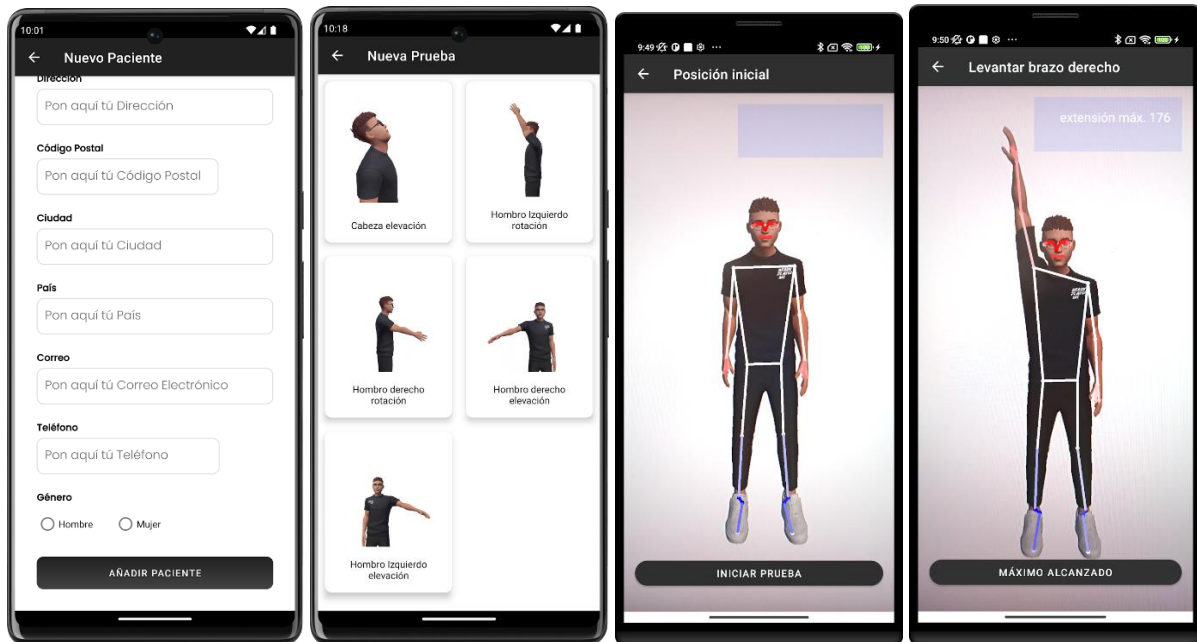 10:01
Nuevo Paciente
Dirección
Pon aquí tú Dirección
Código Postal
Pon aquí tú Código Postal
Ciudad
Pon aquí tú Ciudad
País
Pon aquí tú País
Correo
Pon aquí tú Correo Electrónico
Teléfono
Pon aquí tú Teléfono
Género
Hombre
Mujer
AÑADIR PACIENTE
10:18
Nueva Prueba
Cabeza elevación
Hombro Izquierdo
rotación
Hombro derecho
rotación
Hombro derecho
elevación
Hombro Izquierdo
elevación
9:49
Posición inicial
INICIAR PRUEBA
9:50
Levantar brazo derecho
extensión máx. 176
MÁXIMO ALCANZADO